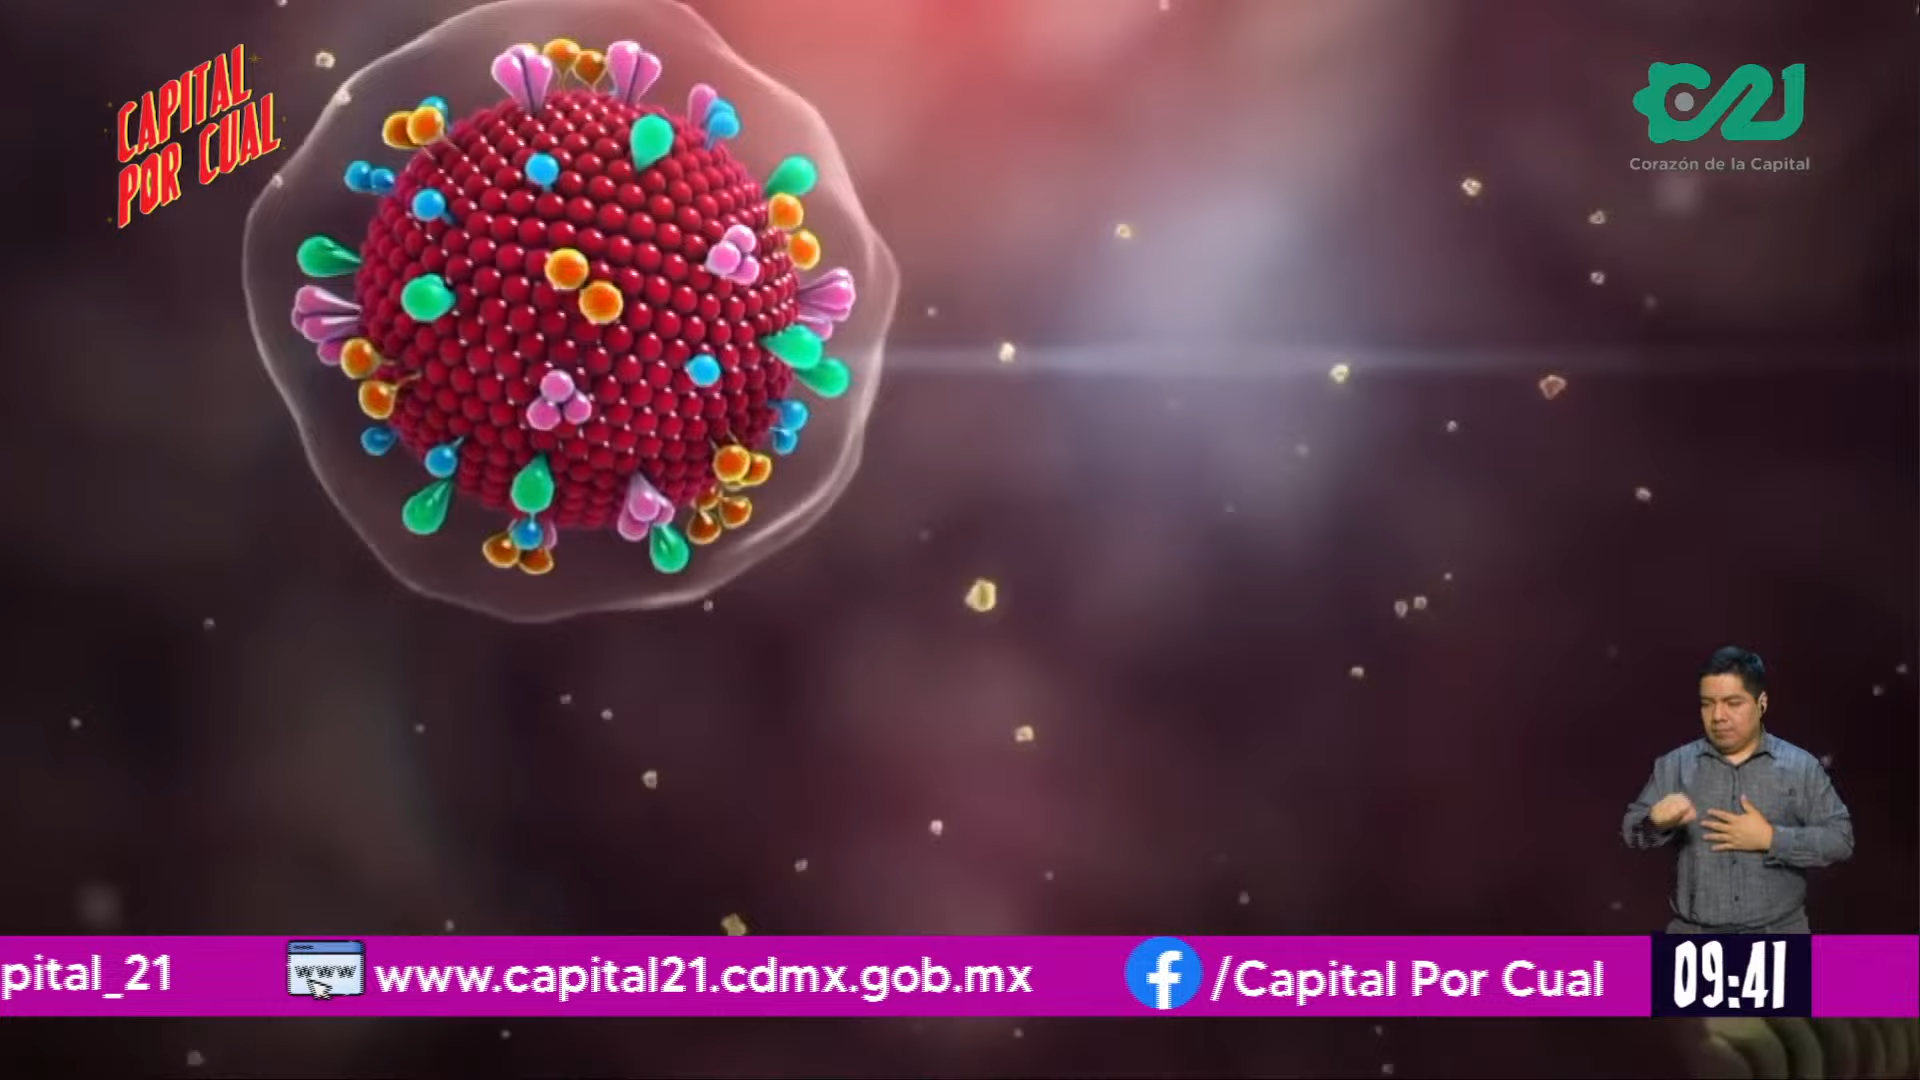 CAPITAL
POR CUAL
C21
Corazón de la Capital
pital_21
www
www.capital21.cdmx.gob.mx
/Capital Por Cual
09:41